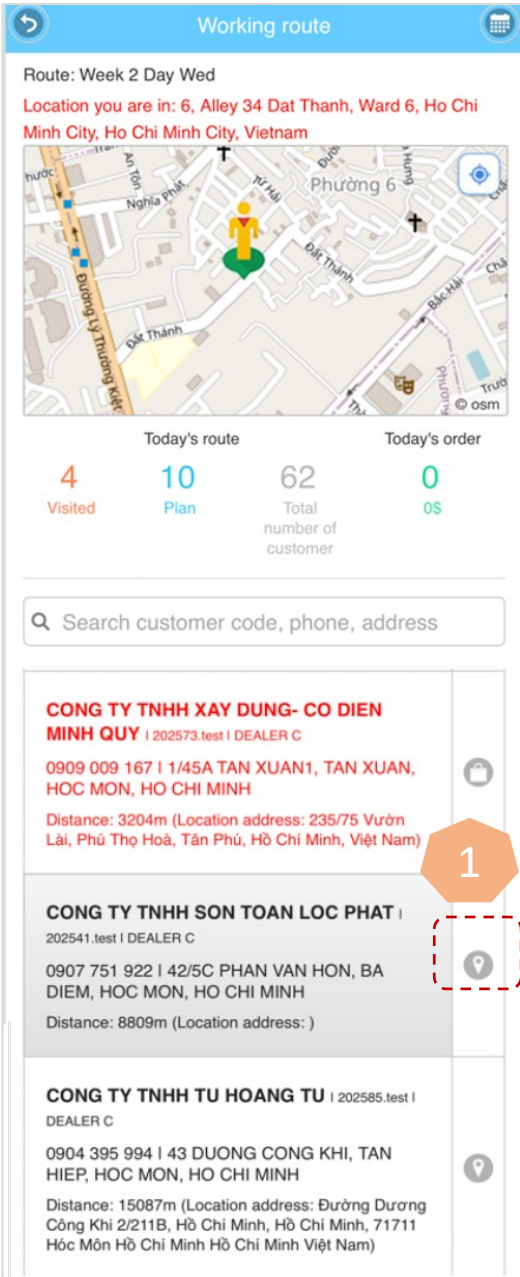 Working route
Route: Week 2 Day Wed
Location you are in: 6, Alley 34 Dat Thanh, Ward 6, Ho Chi
Minh City, Ho Chi Minh City, Vietnam
An Tôn
Nghĩa Phát
Tứ Hải
Phường 6
Đất Thánh
Bắc Hải
Đường Lý Thường Kiệt
Đất Thánh
© osm
Today's route
Today's order
4
10
62
0
Visited
Plan
Total
number of
customer
0$
Search customer code, phone, address
CONG TY TNHH XAY DUNG- CO DIEN
MINH QUY I 202573.test I DEALER C
0909 009 167 I 1/45A TAN XUAN1, TAN XUAN,
HOC MON, HO CHI MINH
Distance: 3204m (Location address: 235/75 Vườn
Lài, Phú Thọ Hoà, Tân Phú, Hồ Chí Minh, Việt Nam)
1
CONG TY TNHH SON TOAN LOC PHAT I
202541.test I DEALER C
0907 751 922 I 42/5C PHAN VAN HON, BA
DIEM, HOC MON, HO CHI MINH
Distance: 8809m (Location address: )
CONG TY TNHH TU HOANG TU I 202585.test I
DEALER C
0904 395 994 I 43 DUONG CONG KHI, TAN
HIEP, HOC MON, HO CHI MINH
Distance: 15087m (Location address: Đường Dương
Công Khi 2/211B, Hồ Chí Minh, Hồ Chí Minh, 71711
Hóc Môn Hồ Chí Minh Hồ Chí Minh Việt Nam)